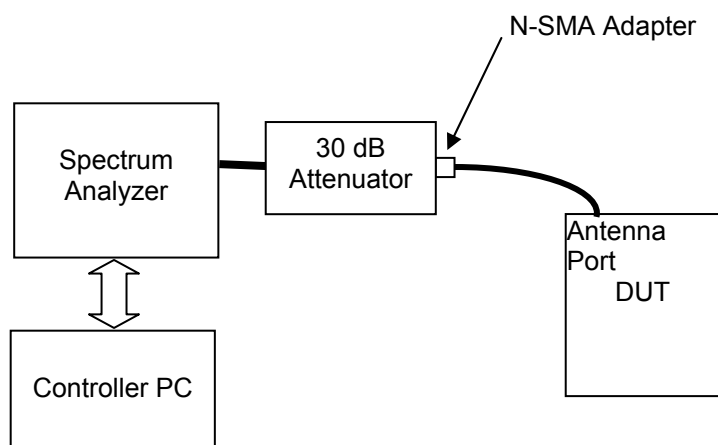 N-SMA Adapter
Spectrum
Analyzer
30 dB
Attenuator
Antenna
Port
DUT
Controller PC